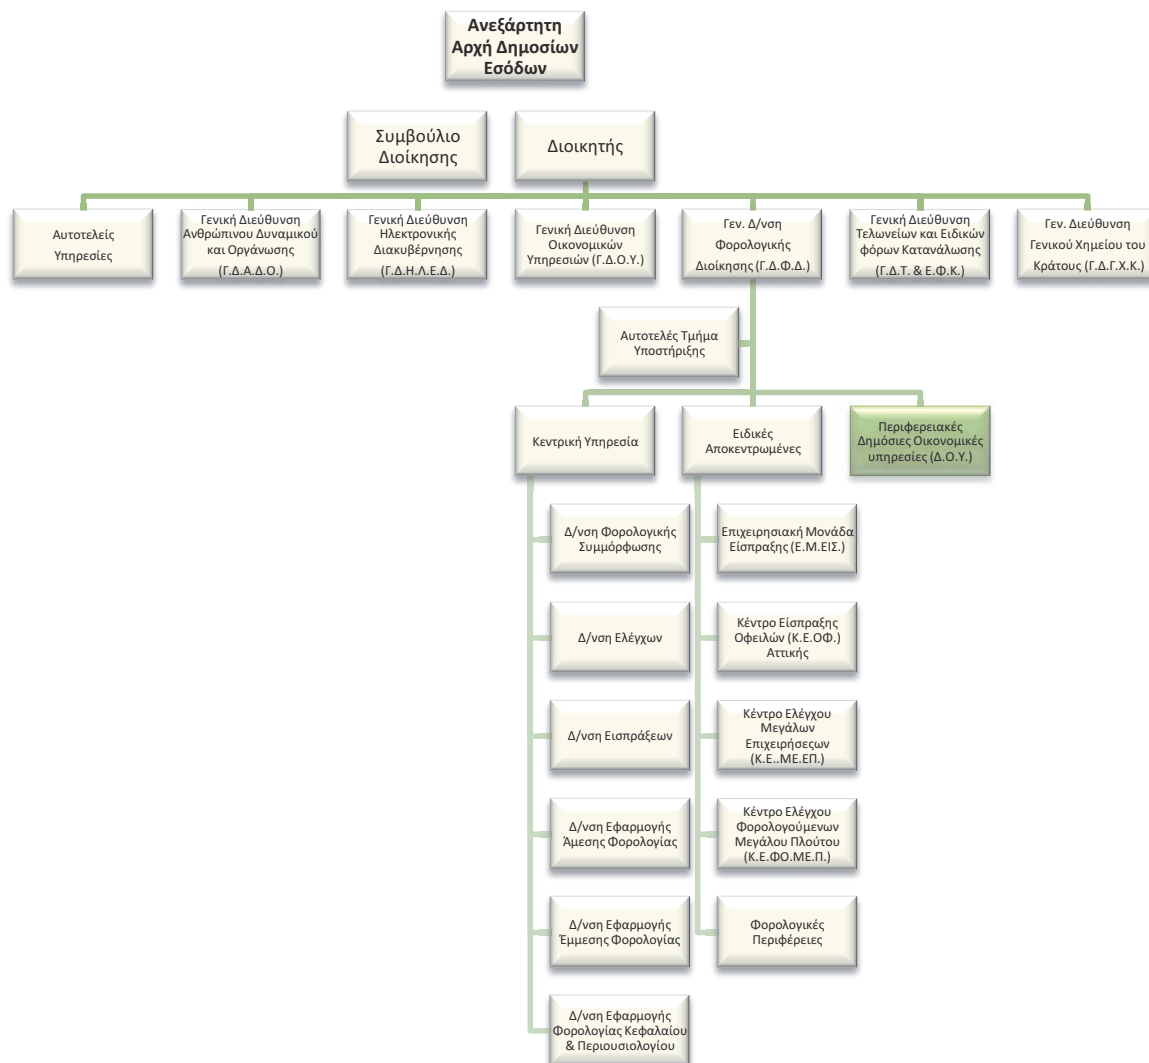 Ανεξάρτητη
Αρχή Δημοσίων
Εσόδων
Συμβούλιο
Διοίκησης
Διοικητής
Αυτοτελείς
Υπηρεσίες
Γενική Διεύθυνση
Ανθρώπινου Δυναμικού
και Οργάνωσης
(Γ.Δ.Α.Δ.Ο.)
Γενική Διεύθυνση
Ηλεκτρονικής
Διακυβέρνησης
(Γ.Δ.Η.Λ.Ε.Δ.)
Γενική Διεύθυνση
Οικονομικών
Υπηρεσιών (Γ.Δ.Ο.Υ.)
Γεν. Δ/νση
Φορολογικής
Διοίκησης (Γ.Δ.Φ.Δ.)
Γενική Διεύθυνση
Τελωνείων και Ειδικών
φόρων Κατανάλωσης
(Γ.Δ.Τ. & Ε.Φ.Κ.)
Γεν. Διεύθυνση
Γενικού Χημείου του
Κράτους (Γ.Δ.Γ.Χ.Κ.)
Αυτοτελές Τμήμα
Υποστήριξης
Κεντρική Υπηρεσία
Ειδικές
Αποκεντρωμένες
Περιφερειακές
Δημόσιες Οικονομικές
υπηρεσίες (Δ.Ο.Υ.)
Δ/νση Φορολογικής
Συμμόρφωσης
Δ/νση Ελέγχων
Δ/νση Εισπράξεων
Δ/νση Εφαρμογής
Άμεσης Φορολογίας
Δ/νση Εφαρμογής
Έμμεσης Φορολογίας
Δ/νση Εφαρμογής
Φορολογίας Κεφαλαίου
& Περιουσιολογίου
Επιχειρησιακή Μονάδα
Είσπραξης (Ε.Μ.ΕΙΣ.)
Κέντρο Είσπραξης
Οφειλών (Κ.Ε.ΟΦ.)
Αττικής
Κέντρο Ελέγχου
Μεγάλων
Επιχειρήσεςων
(Κ.Ε..ΜΕ.ΕΠ.)
Κέντρο Ελέγχου
Φορολογούμενων
Μεγάλου Πλούτου
(Κ.Ε.ΦΟ.ΜΕ.Π.)
Φορολογικές
Περιφέρειες